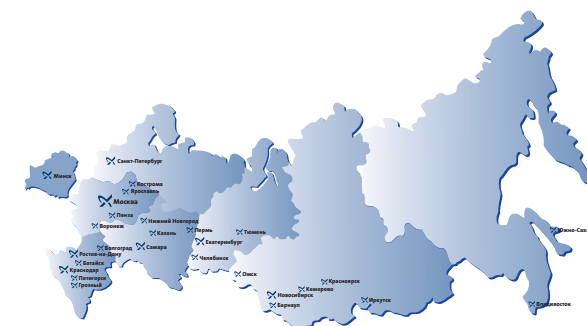 Санкт-Петербург
Минск
Кострома
Ярославль
Москва
Пенза
Нижний Новгород
Воронеж
Казань
Пермь
Тюмень
Екатеринбург
Волгоград
Самара
Ростов-на-Дону
Челябинск
Батайск
Краснодар
Омск
Пятигорск
Грозный
Красноярск
Кемерово
Новосибирск
Иркутск
Барнаул
Южно-Сах
Владивосток